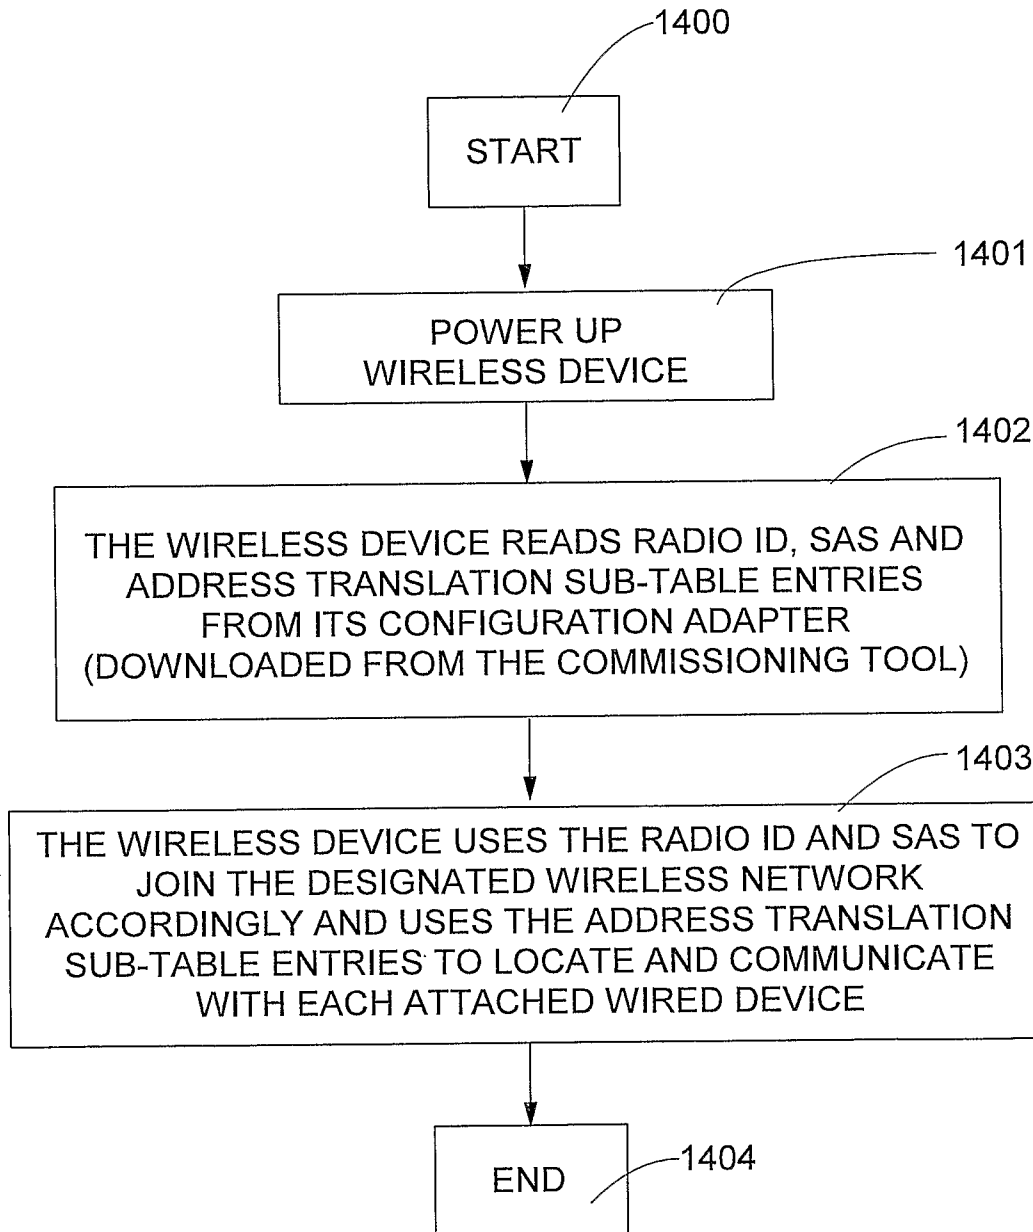 1400
START
1401
POWER UP
WIRELESS DEVICE
1402
THE WIRELESS DEVICE READS RADIO ID, SAS AND
ADDRESS TRANSLATION SUB-TABLE ENTRIES
FROM ITS CONFIGURATION ADAPTER
(DOWNLOADED FROM THE COMMISSIONING TOOL)
1403
THE WIRELESS DEVICE USES THE RADIO ID AND SAS TO
JOIN THE DESIGNATED WIRELESS NETWORK
ACCORDINGLY AND USES THE ADDRESS TRANSLATION
SUB-TABLE ENTRIES TO LOCATE AND COMMUNICATE
WITH EACH ATTACHED WIRED DEVICE
END
1404